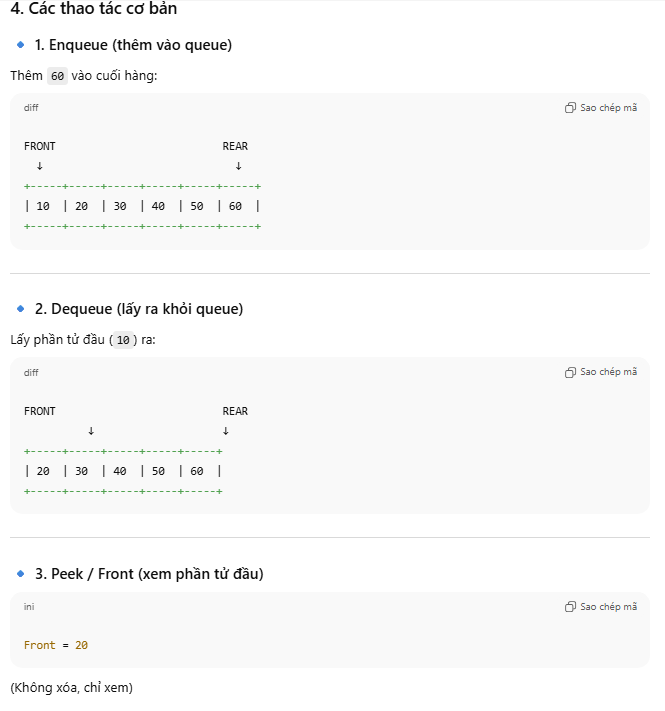 4. Các thao tác cơ bản
1. Enqueue (thêm vào queue)
Thêm 60 vào cuối hàng:
diff
Sao chép mã
FRONT                          REAR
  ↓                              ↓
+-----+-----+-----+-----+-----+-----+
| 10  | 20  | 30  | 40  | 50  | 60  |
+-----+-----+-----+-----+-----+-----+
2. Dequeue (lấy ra khỏi queue)
Lấy phần tử đầu (10) ra:
diff
Sao chép mã
FRONT                          REAR
          ↓                    ↓
+-----+-----+-----+-----+-----+
| 20  | 30  | 40  | 50  | 60  |
+-----+-----+-----+-----+-----+
3. Peek / Front (xem phần tử đầu)
ini
Sao chép mã
Front = 20
(Không xóa, chỉ xem)